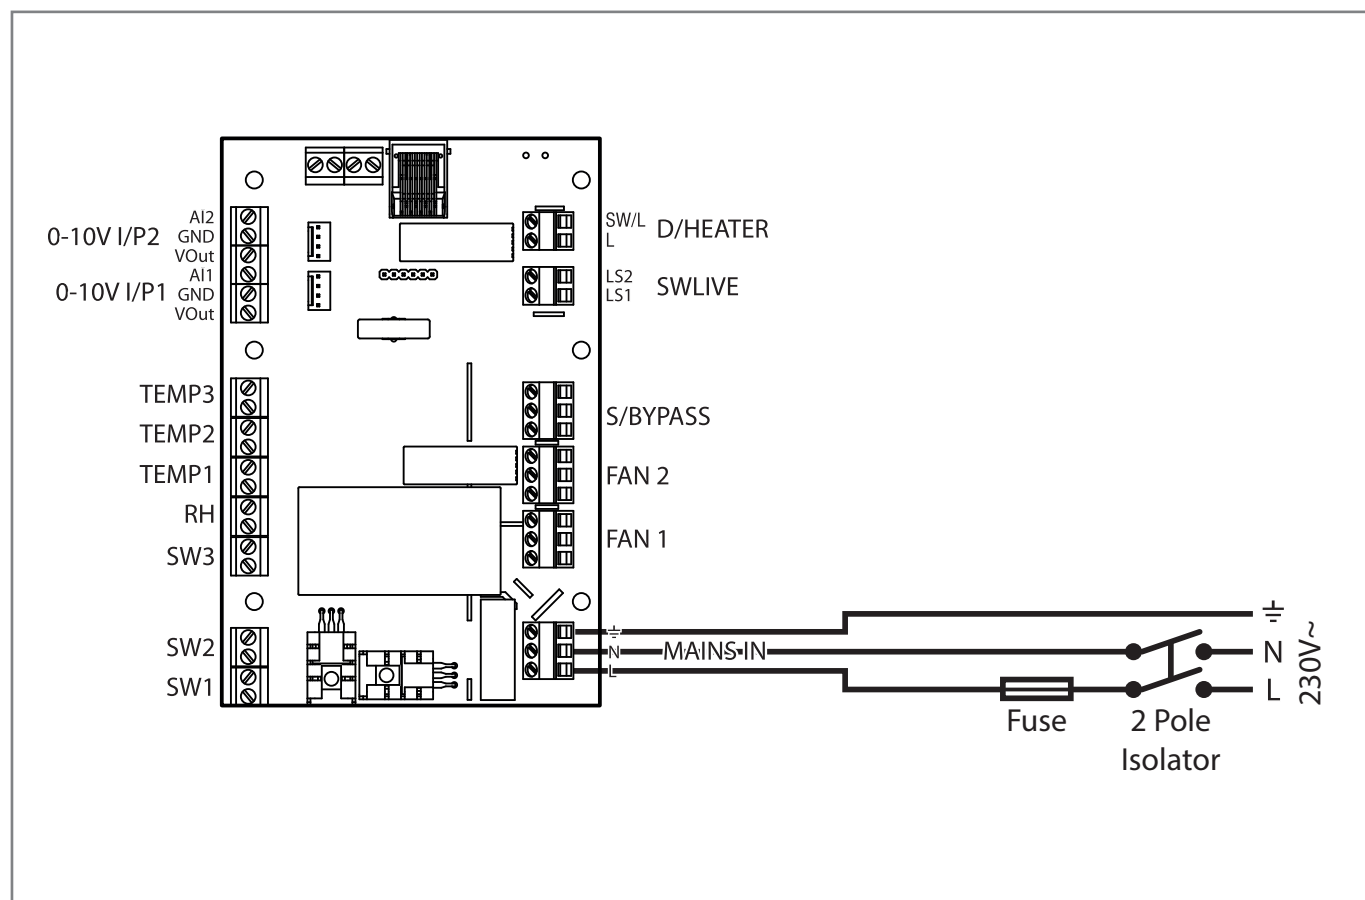 AI2
0-10V I/P2 GND
VOut
AI1
0-10V I/P1 GND
VOut
TEMP3
TEMP2
TEMP1
RH
SW3
SW2
SW1
SW/L
L
D/HEATER
LS2
LS1
SWLIVE
S/BYPASS
FAN 2
FAN 1
N
L
MAINS IN
Fuse
2 Pole
Isolator
N
L
230V~